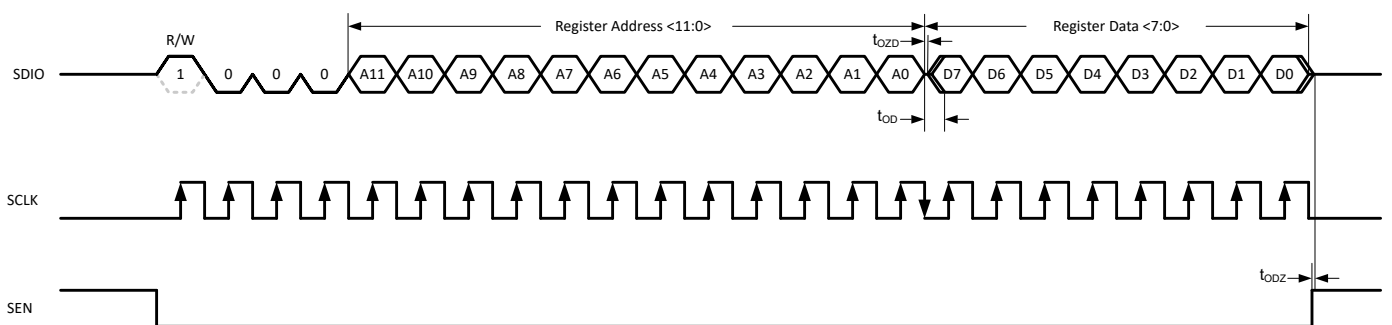 Register Address <11:0>
Register Data <7:0>
R/W
tOZD
SDIO
1 0 0 0 A11 A10 A9 A8 A7 A6 A5 A4 A3 A2 A1 A0 D7 D6 D5 D4 D3 D2 D1 D0
tOD
SCLK
tODZ
SEN